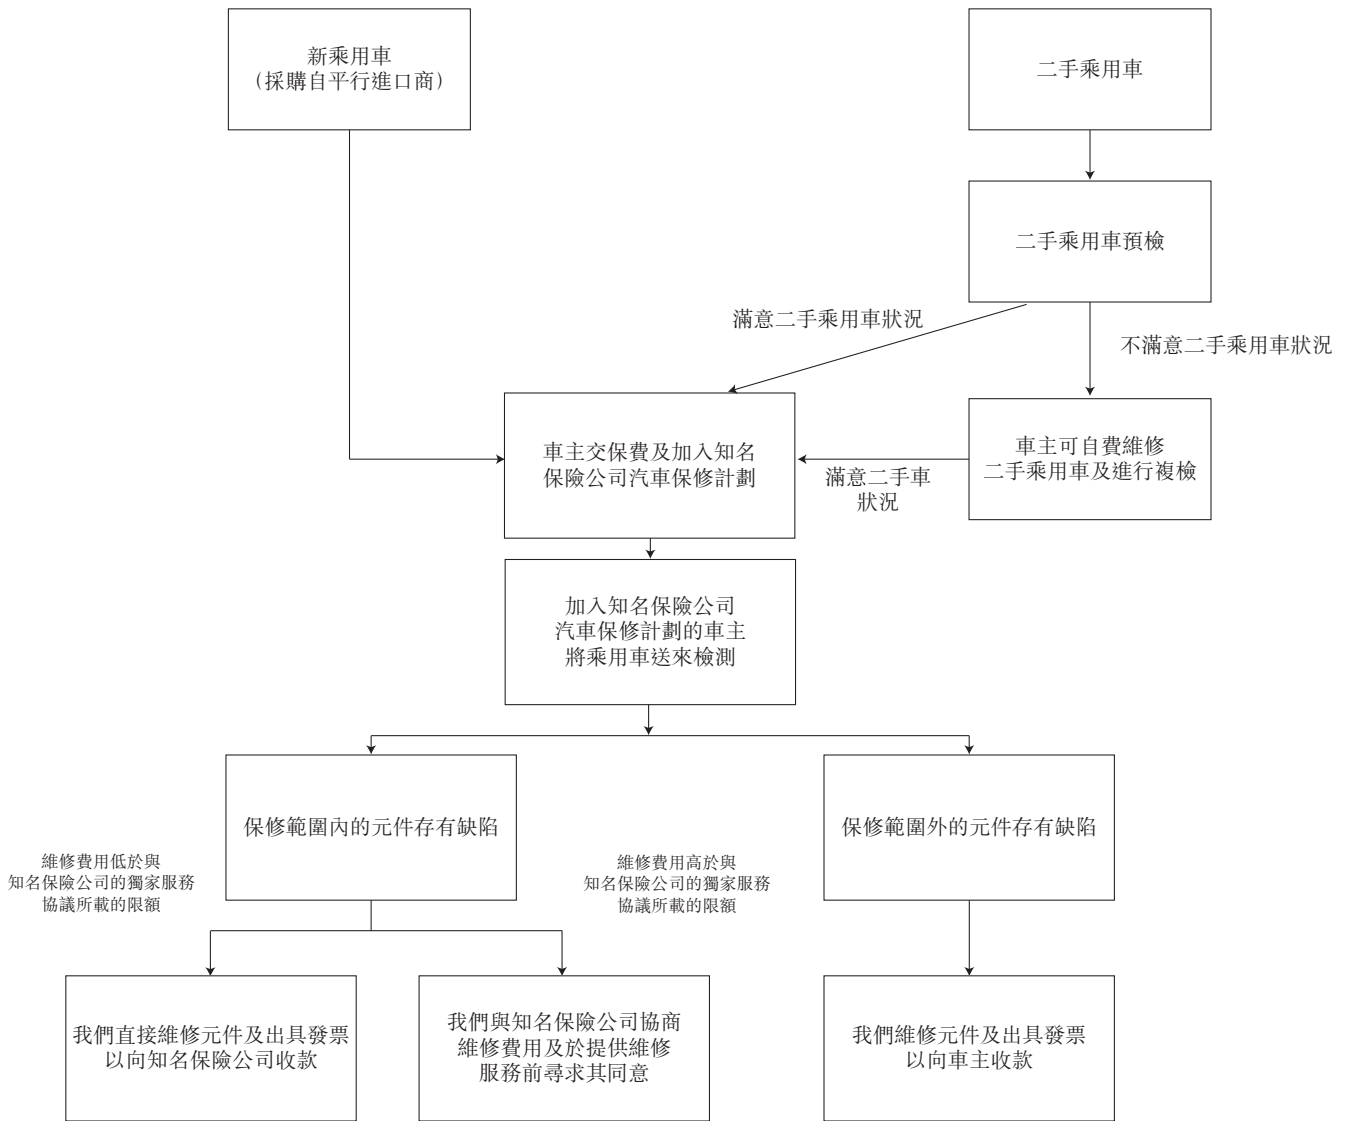 新乘用車
（採購自平行進口商）
二手乘用車
二手乘用車預檢
滿意二手乘用車狀況
不滿意二手乘用車狀況
車主交保費及加入知名
保險公司汽車保修計劃
滿意二手車
狀況
車主可自費維修
二手乘用車及進行複檢
加入知名保險公司
汽車保修計劃的車主
將乘用車送來檢測
保修範圍內的元件存有缺陷
保修範圍外的元件存有缺陷
維修費用低於與
知名保險公司的獨家服務
協議所載的限額
維修費用高於與
知名保險公司的獨家服務
協議所載的限額
我們直接維修元件及出具發票
以向知名保險公司收款
我們與知名保險公司協商
維修費用及於提供維修
服務前尋求其同意
我們維修元件及出具發票
以向車主收款